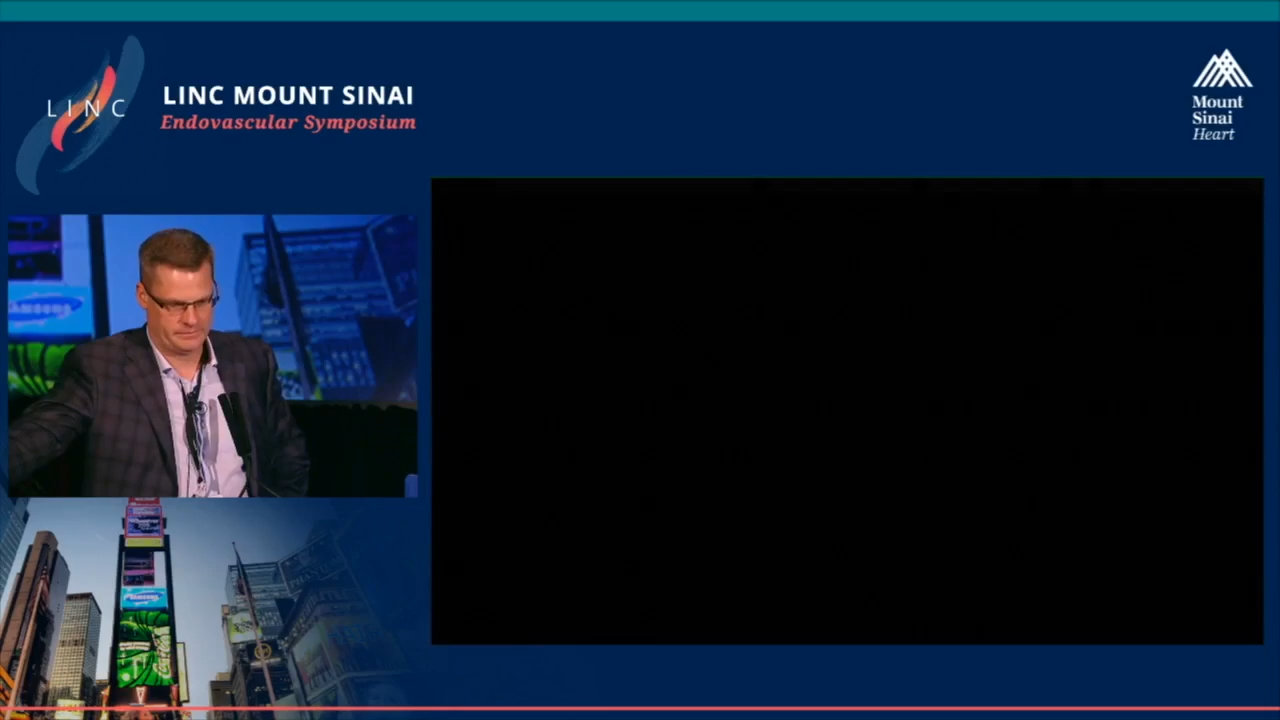 LINC
LINC MOUNT SINAI
Endovascular Symposium
Mount
Sinai
Heart
SAMSUNG